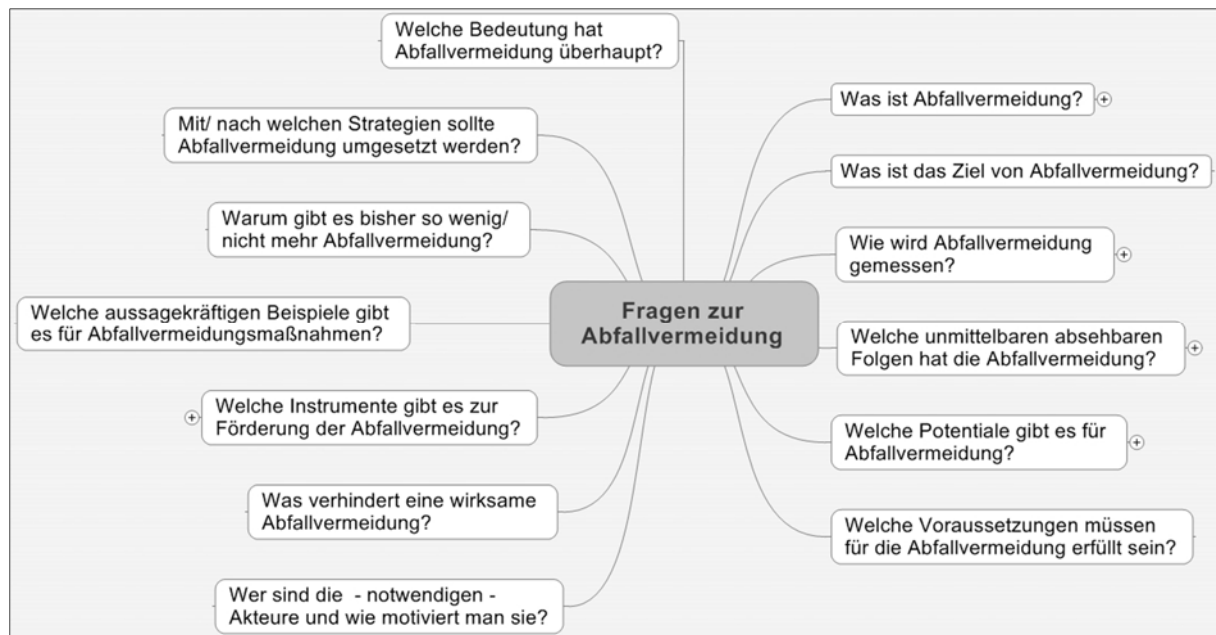 Welche Bedeutung hat
Abfallvermeidung überhaupt?
Mit/ nach welchen Strategien sollte
Abfallvermeidung umgesetzt werden?
Warum gibt es bisher so wenig/
nicht mehr Abfallvermeidung?
Welche aussagekräftigen Beispiele gibt
es für Abfallvermeidungsmaßnahmen?
Welche Instrumente gibt es zur
Förderung der Abfallvermeidung?
Was verhindert eine wirksame
Abfallvermeidung?
Wer sind die - notwendigen -
Akteure und wie motiviert man sie?
Fragen zur
Abfallvermeidung
Was ist Abfallvermeidung?
Was ist das Ziel von Abfallvermeidung?
Wie wird Abfallvermeidung
gemessen?
Welche unmittelbaren absehbaren
Folgen hat die Abfallvermeidung?
Welche Potentiale gibt es für
Abfallvermeidung?
Welche Voraussetzungen müssen
für die Abfallvermeidung erfüllt sein?